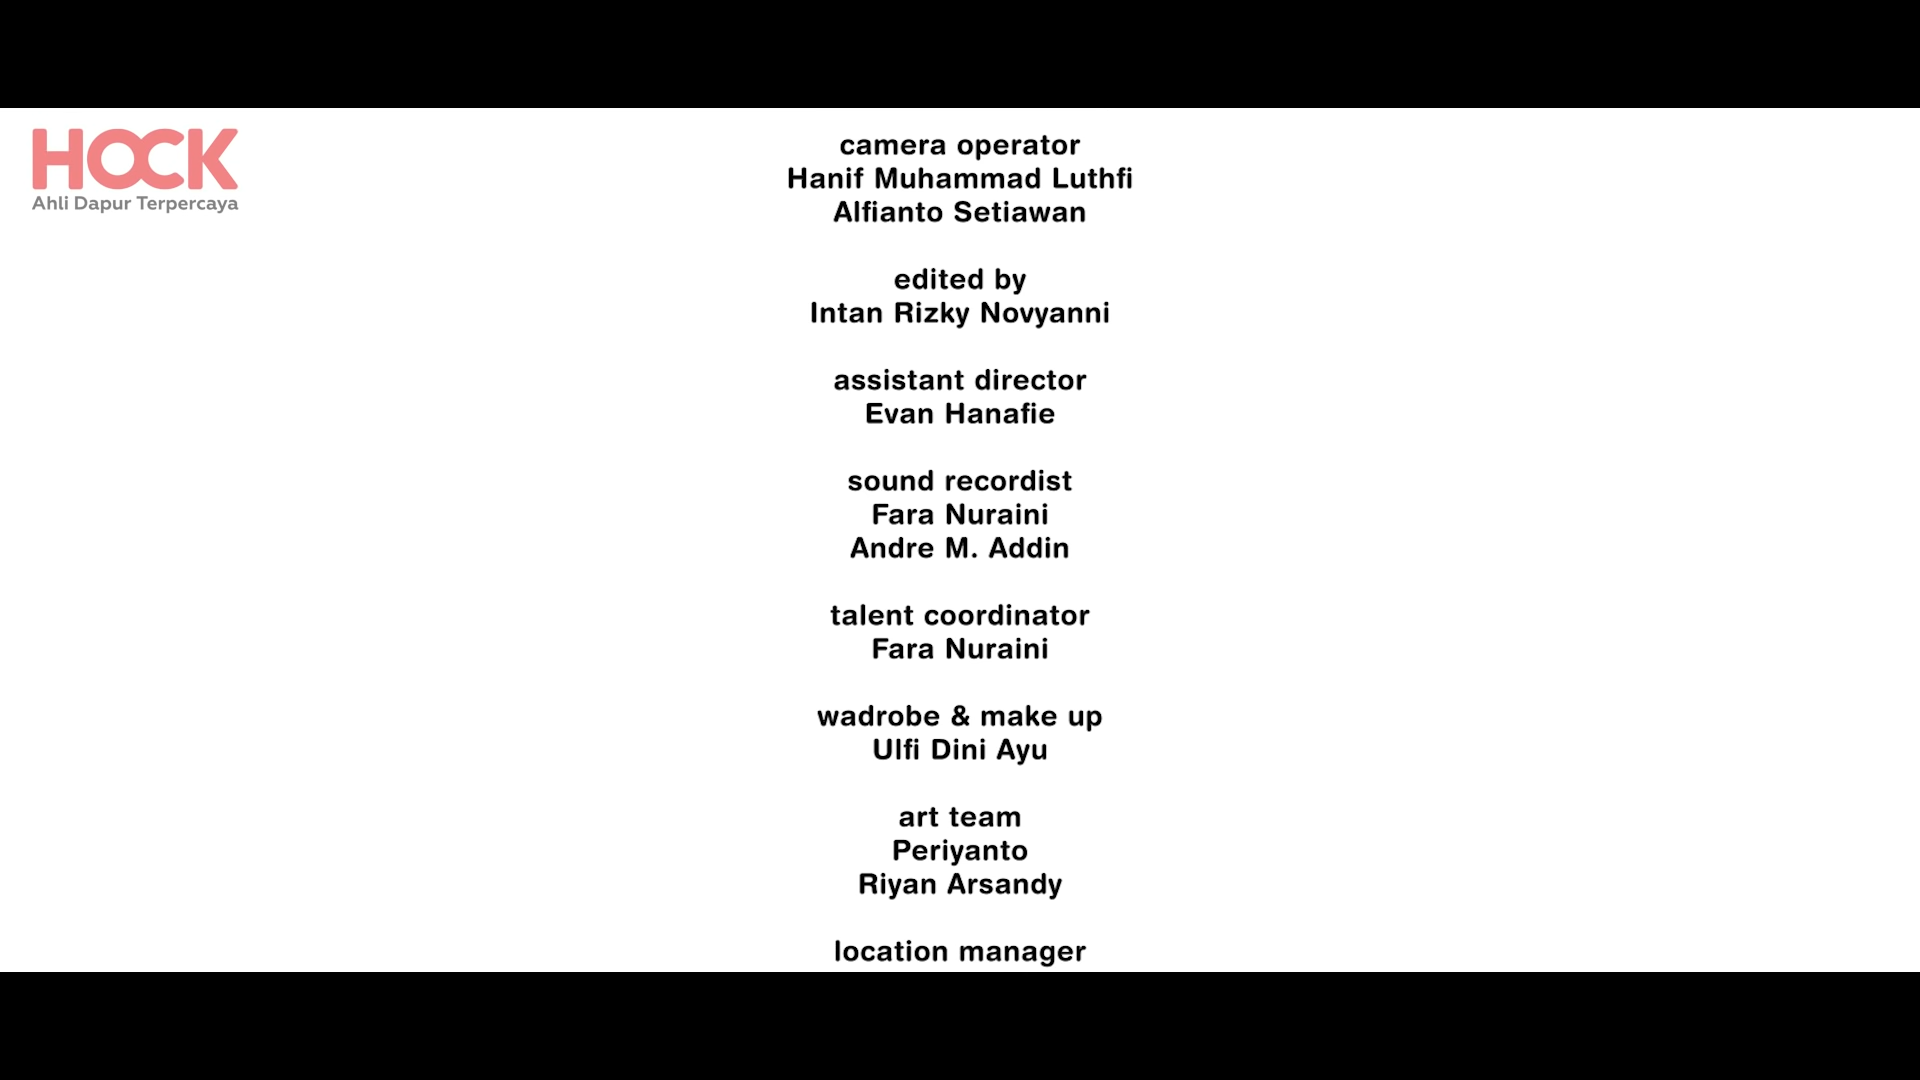 HOCK
Ahli Dapur Terpercaya
camera operator
Hanif Muhammad Luthfi
Alfianto Setiawan
edited by
Intan Rizky Novyanni
assistant director
Evan Hanafie
sound recordist
Fara Nuraini
Andre M. Addin
talent coordinator
Fara Nuraini
wadrobe & make up
Ulfi Dini Ayu
art team
Periyanto
Riyan Arsandy
location manager